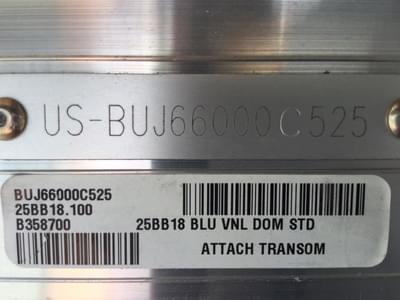 US-BUJ66000C525
BUJ66000C525
25BB18.100
B358700 25BB18 BLU VNL DOM STD
ATTACH TRANSOM